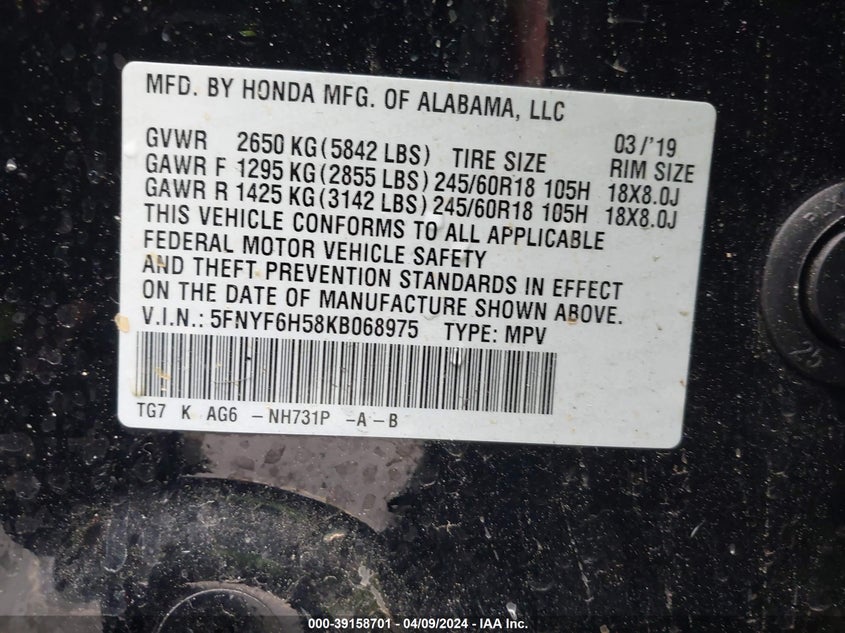 MFD. BY HONDA MFG. OF ALABAMA, LLC
GVWR 2650 KG (5842 LBS) TIRE SIZE 03/'19 RIM SIZE
GAWR F 1295 KG (2855 LBS) 245/60R18 105H 18X8.0J
GAWR R 1425 KG (3142 LBS) 245/60R18 105H 18X8.0J
THIS VEHICLE CONFORMS TO ALL APPLICABLE
FEDERAL MOTOR VEHICLE SAFETY
AND THEFT PREVENTION STANDARDS IN EFFECT
ON THE DATE OF MANUFACTURE SHOWN ABOVE.
V.I.N.: 5FNYF6H58KB068975 TYPE: MPV
TG7 K AG6 -NH731P -A-B
25
000-39158701 - 04/09/2024 - IAA Inc.